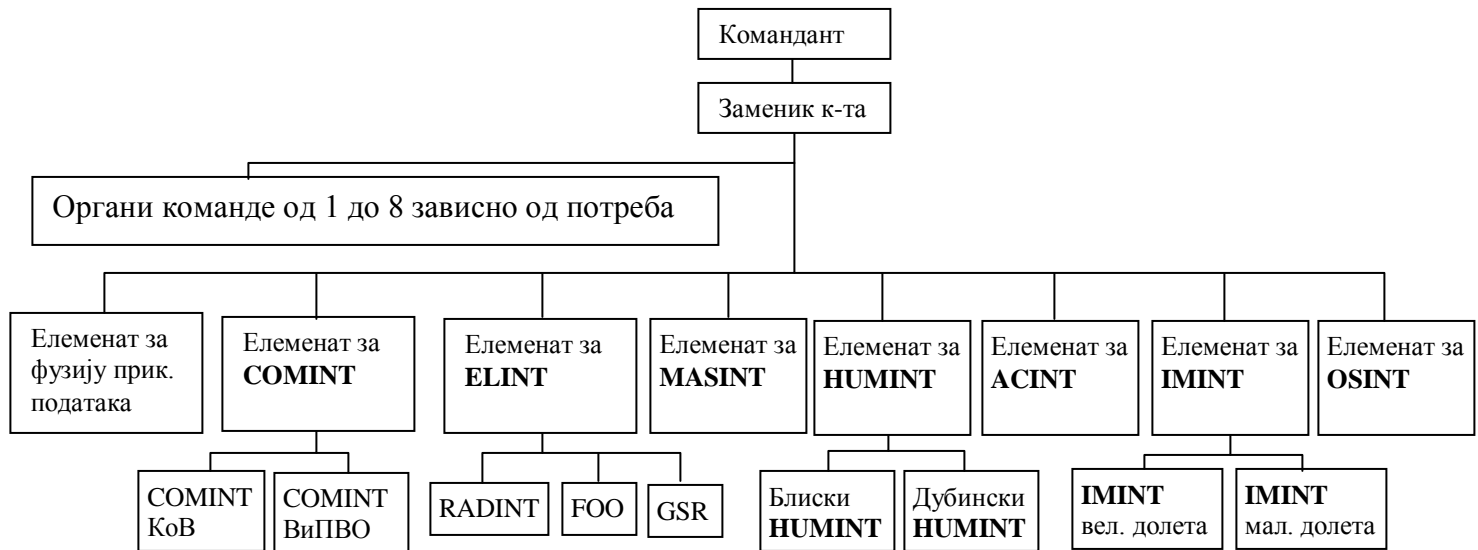 Командант
Заменик к-та
Органи команде од 1 до 8 зависно од потреба
Елеменат за
фузију прик.
података
Елеменат за
COMINT
Елеменат за
ELINT
Елеменат за
MASINT
Елеменат за
HUMINT
Елеменат за
ACINT
Елеменат за
IMINT
Елеменат за
OSINT
COMINT
КоВ
COMINT
ВиПВО
RADINT
FOO
GSR
Блиски
HUMINT
Дубински
HUMINT
IMINT
вел. долета
IMINT
мал. долета